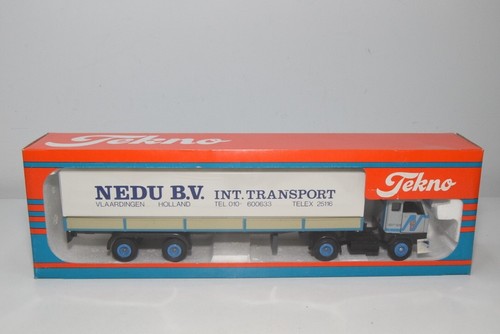 Tekno
NEDU B.V. INT. TRANSPORT
VLAARDINGEN HOLLAND TEL. 010 600633 TELEX 25116
Tekno
N